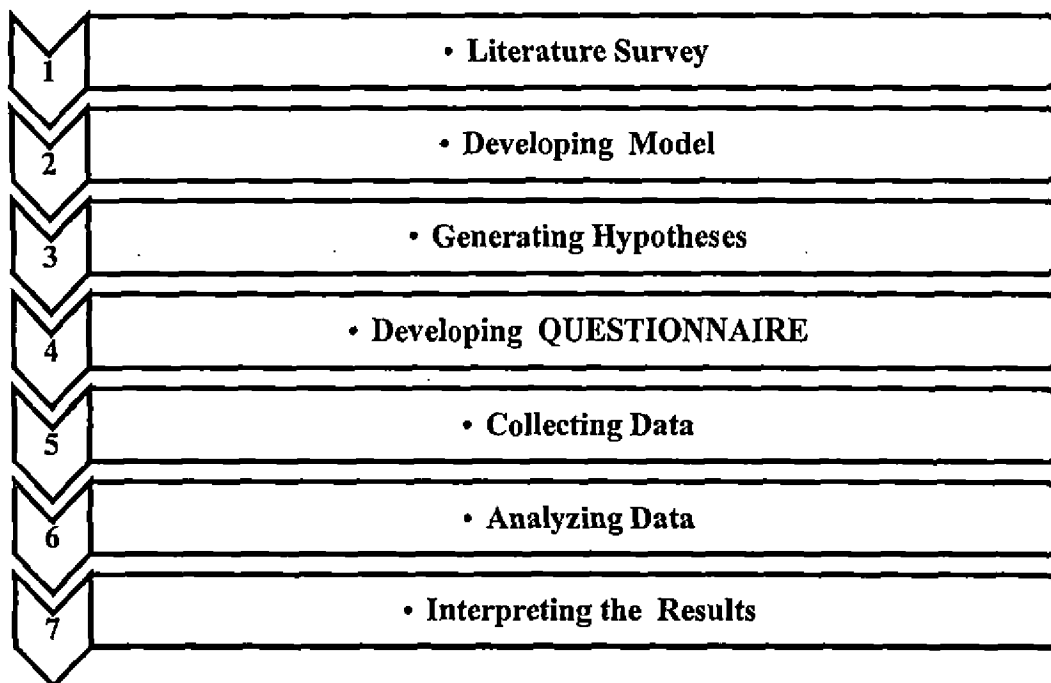 1 • Literature Survey
2 • Developing Model
3 • Generating Hypotheses
4 • Developing QUESTIONNAIRE
5 • Collecting Data
6 • Analyzing Data
7 • Interpreting the Results